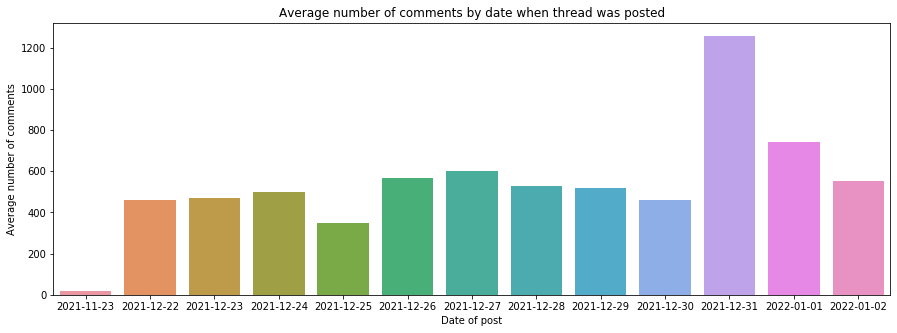 Average number of comments by date when thread was posted
Average number of comments
1200
1000
800
600
400
200
0
2021-11-23 2021-12-22 2021-12-23 2021-12-24 2021-12-25 2021-12-26 2021-12-27 2021-12-28 2021-12-29 2021-12-30 2021-12-31 2022-01-01 2022-01-02
Date of post